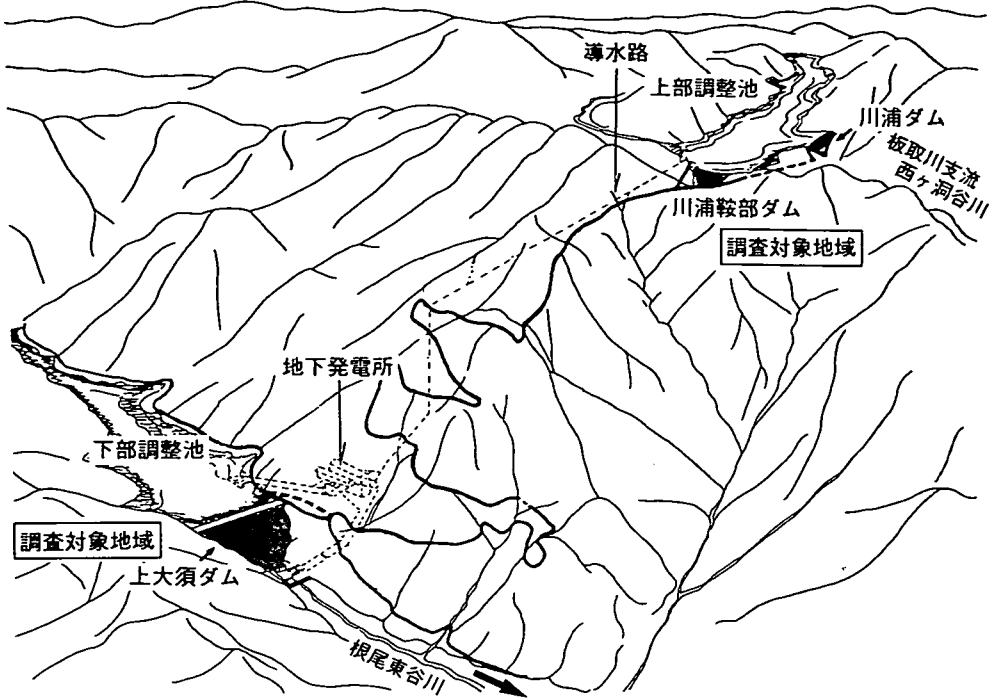 導水路
上部調整池
川浦ダム
板取川支流
西ヶ洞谷川
川浦鞍部ダム
調査対象地域
地下発電所
下部調整池
調査対象地域
上大須ダム
根尾東谷川